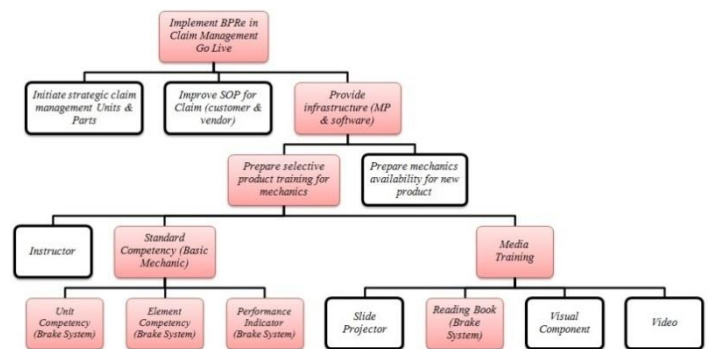 Implement BPRe in
Claim Management
Go Live
Initiate strategic claim
management Units &
Parts
Improve SOP for
Claim (customer &
vendor)
Provide
infrastructure (MP
& software)
Prepare selective
product training for
mechanics
Prepare mechanics
availability for new
product
Instructor
Standard
Competency (Basic
Mechanic)
Media
Training
Unit
Competency
(Brake System)
Element
Competency
(Brake System)
Performance
Indicator
(Brake System)
Slide
Projector
Reading Book
(Brake
System)
Visual
Component
Video